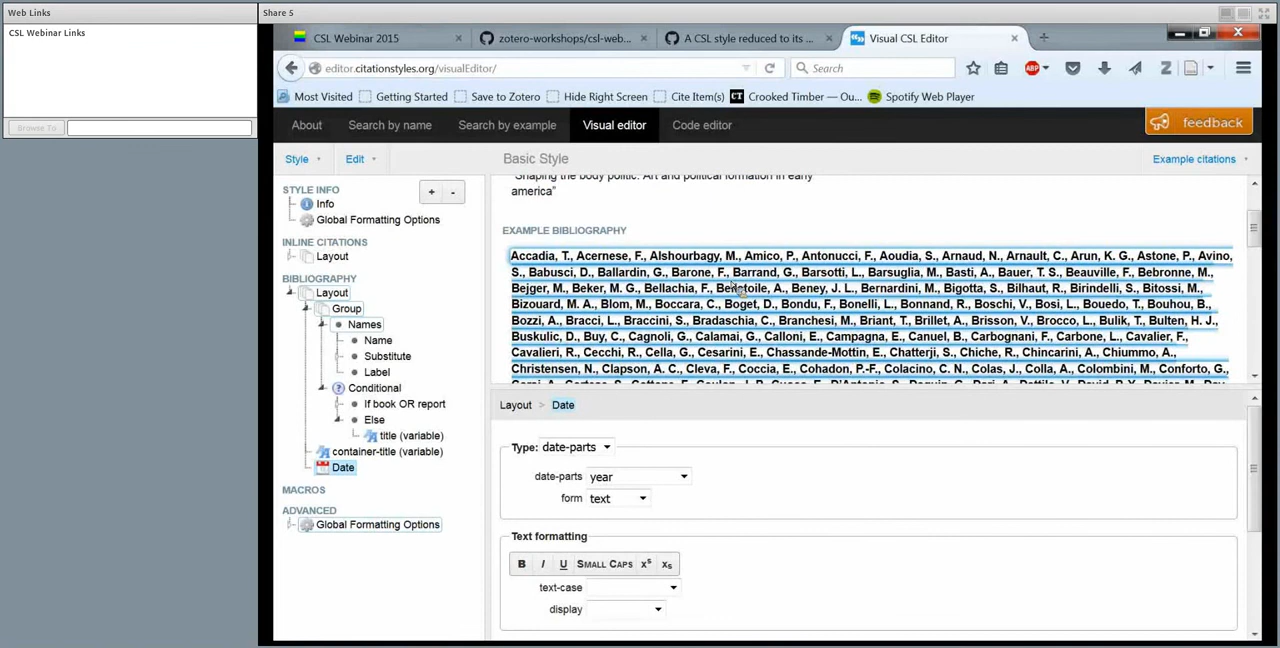 Web Links
CSL Webinar Links
Browse To
Share 5
CSL Webinar 2015
zotero-workshops/csl-web...
A CSL style reduced to its ...
Visual CSL Editor
editor.citationstyles.org/visualEditor/
Search
ABP
Z
Most Visited
Getting Started
Save to Zotero
Hide Right Screen
Cite Item(s)
CT Crooked Timber — Ou...
Spotify Web Player
About
Search by name
Search by example
Visual editor
Code editor
feedback
Style
Edit
Basic Style
Example citations
STYLE INFO
+
-
Info
Global Formatting Options
INLINE CITATIONS
Layout
BIBLIOGRAPHY
Layout
Group
Names
Name
Substitute
Label
Conditional
If book OR report
Else
title (variable)
container-title (variable)
Date
MACROS
ADVANCED
Global Formatting Options
"Shaping the body politic: Art and political formation in early
america"
EXAMPLE BIBLIOGRAPHY
Accadia, T., Acernese, F., Alshourbagy, M., Amico, P., Antonucci, F., Aoudia, S., Arnaud, N., Arnault, C., Arun, K. G., Astone, P., Avino,
S., Babusci, D., Ballardin, G., Barone, F., Barrand, G., Barsotti, L., Barsuglia, M., Basti, A., Bauer, T. S., Beauville, F., Bebronne, M.,
Bejger, M., Beker, M. G., Bellachia, F., Beneytoile, A., Beney, J. L., Bernardini, M., Bigotta, S., Bilhaut, R., Birindelli, S., Bitossi, M.,
Bizouard, M. A., Blom, M., Boccara, C., Boget, D., Bondu, F., Bonelli, L., Bonnand, R., Boschi, V., Bosi, L., Bouedo, T., Bouhou, B.,
Bozzi, A., Bracci, L., Braccini, S., Bradaschia, C., Branchesi, M., Briant, T., Brillet, A., Brisson, V., Brocco, L., Bulik, T., Bulten, H. J.,
Buskulic, D., Buy, C., Cagnoli, G., Calamai, G., Calloni, E., Campagna, E., Canuel, B., Carbognani, F., Carbone, L., Cavalier, F.,
Cavalieri, R., Cecchi, R., Cella, G., Cesarini, E., Chassande-Mottin, E., Chatterji, S., Chiche, R., Chincarini, A., Chiummo, A.,
Christensen, N., Clapson, A. C., Cleva, F., Coccia, E., Cohadon, P.-F., Colacino, C. N., Colas, J., Colla, A., Colombini, M., Conforto, G.,
Layout > Date
Type: date-parts
date-parts year
form text
Text formatting
B I U SMALL CAPS x^s x_s
text-case
display